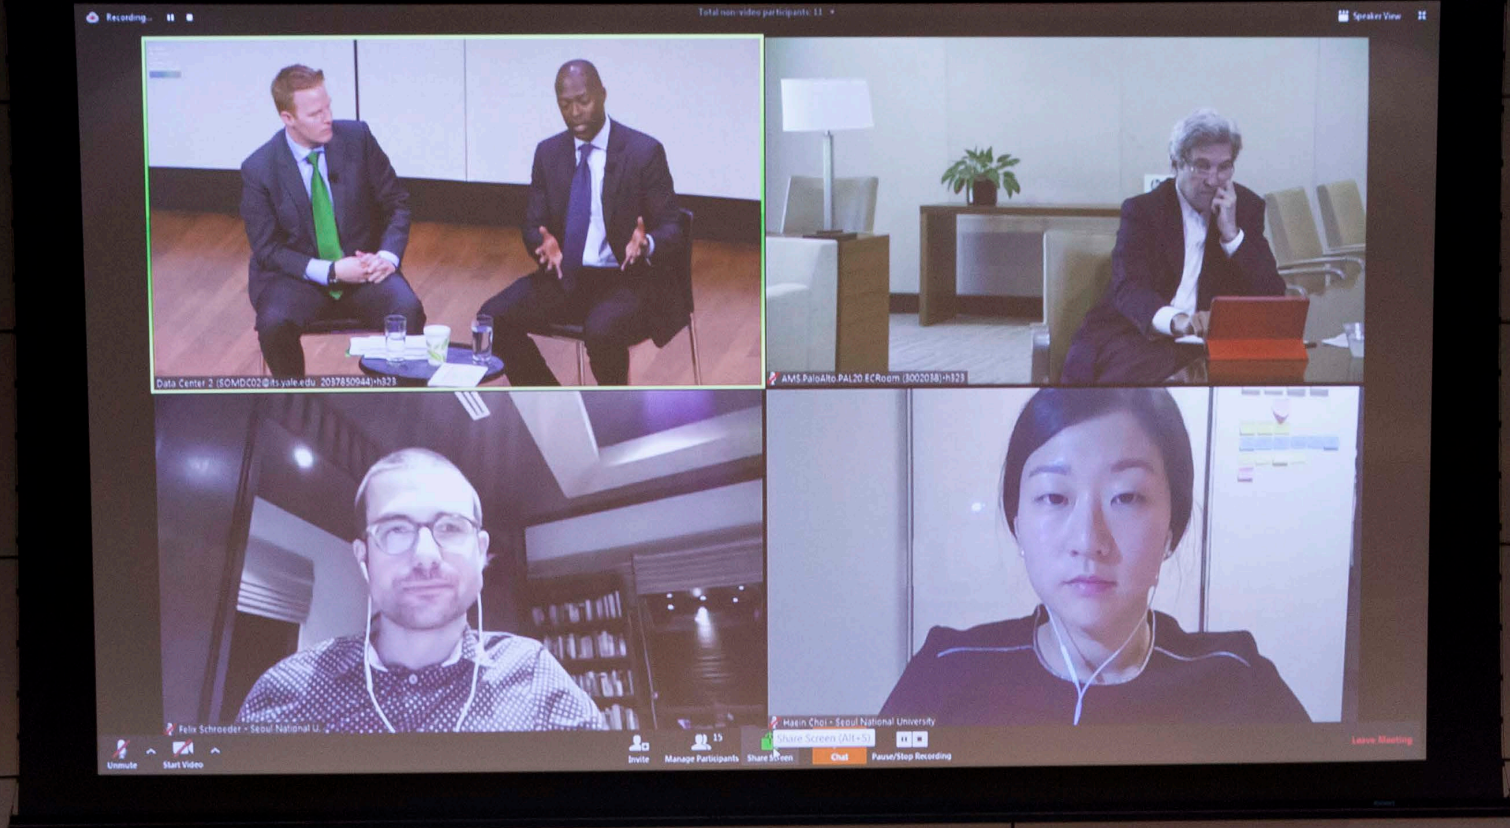 Recording...
Total non-video participants: 11
Speaker View
Data Center 2 (SOMDC02@its.yale.edu 2037850944)-h323
AMS.PaloAlto.PAL20.ECRoom (3002038)-h323
Felix Schroeder - Seoul National U...
Haein Choi - Seoul National University
Share Screen (Alt+S)
15
Unmute
Start Video
Invite
Manage Participants
Share Screen
Chat
Pause/Stop Recording
Leave Meeting